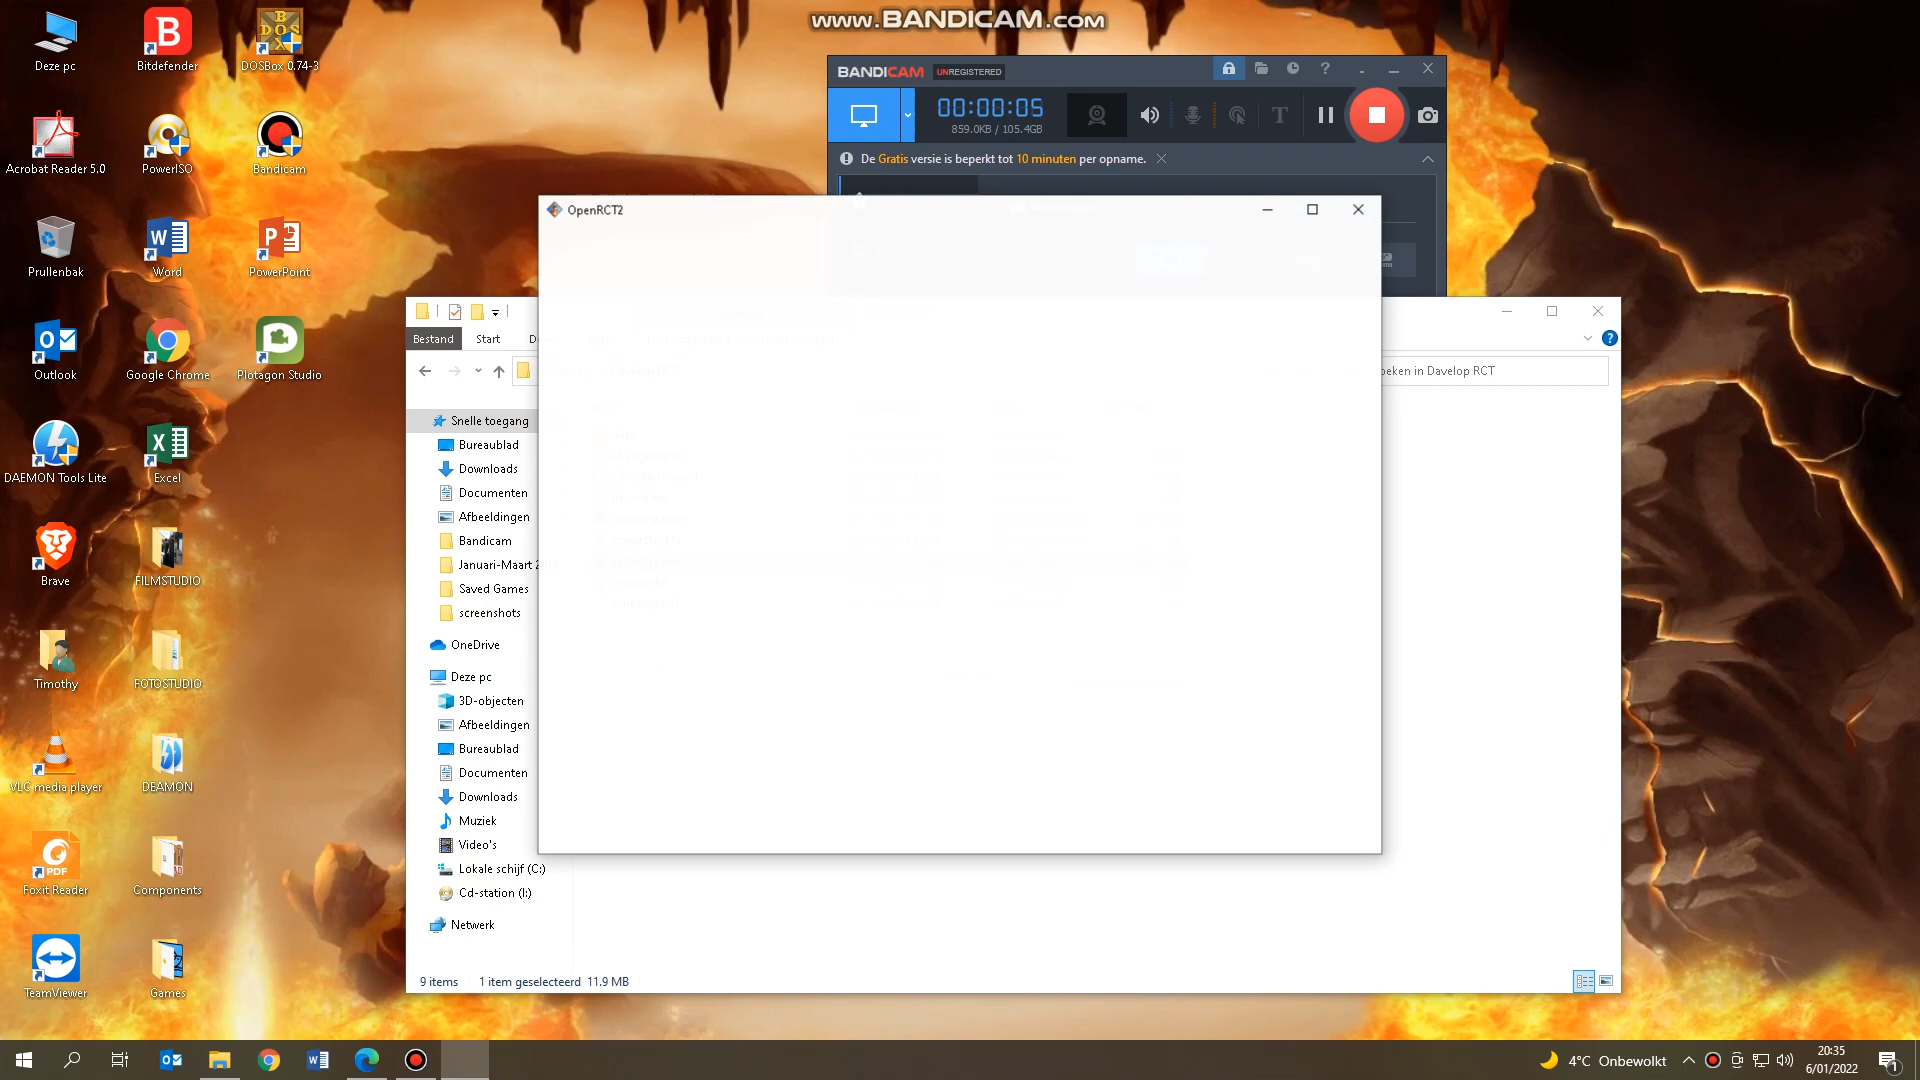 www.BANDICAM.com
Deze pc
Bitdefender
DOSBox 0.74-3
Acrobat Reader 5.0
PowerISO
Bandicam
Prullenbak
Word
PowerPoint
Outlook
Google Chrome
Plotagon Studio
DAEMON Tools Lite
Excel
Brave
FILMSTUDIO
Timothy
FOTOSTUDIO
VLC media player
DEAMON
Foxit Reader
Components
TeamViewer
Games
BANDICAM UNREGISTERED
00:00:05
859.0KB / 105.4GB
De Gratis versie is beperkt tot 10 minuten per opname.
OpenRCT2
Bestand
Start
oeken in Davelop RCT
Snelle toegang
Bureaublad
Downloads
Documenten
Afbeeldingen
Bandicam
Januari-Maart 2
Saved Games
screenshots
OneDrive
Deze pc
3D-objecten
Afbeeldingen
Bureaublad
Documenten
Downloads
Muziek
Video's
Lokale schijf (C:)
Cd-station (I:)
Netwerk
9 items
1 item geselecteerd 11.9 MB
4°C Onbewolkt
20:35
6/01/2022
1